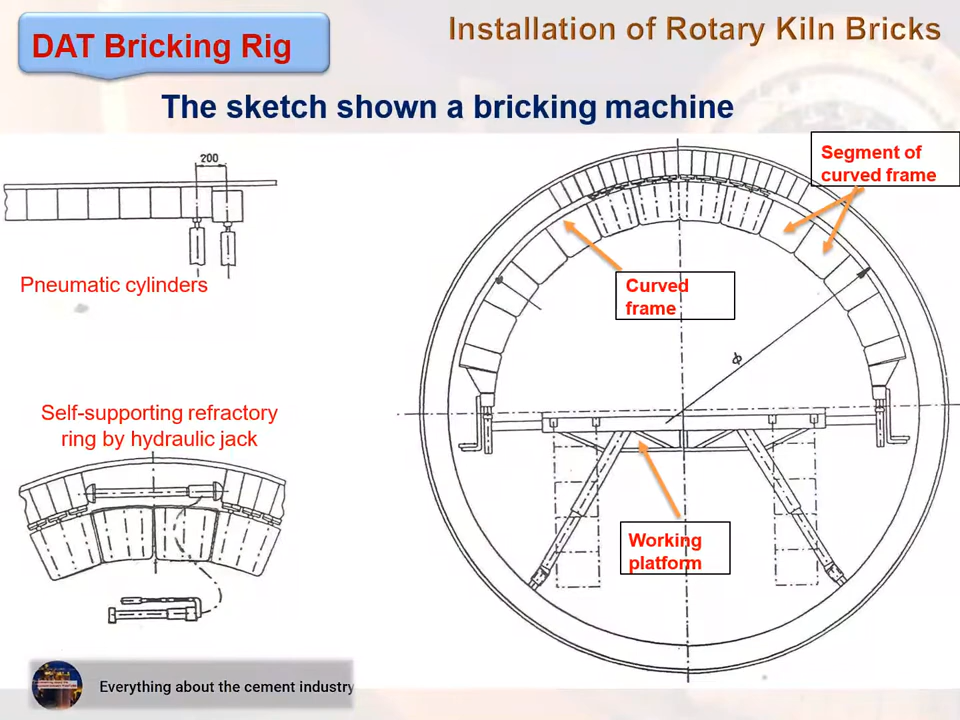 DAT Bricking Rig
Installation of Rotary Kiln Bricks
The sketch shown a bricking machine
200
Pneumatic cylinders
Segment of
curved frame
Curved
frame
ϕ
Self-supporting refractory
ring by hydraulic jack
Working
platform
Everything about the cement industry